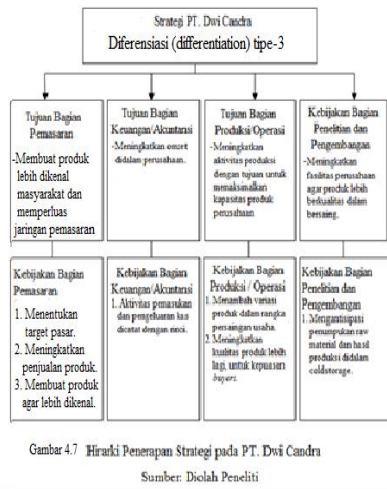 Strategi PT. Dwi Candra
Diferensiasi (differentiation) tipe-3
Tujuan Bagian
Pemasaran
-Membuat produk
lebih dikenal
masyarakat dan
memperluas
jaringan pemasaran
Tujuan Bagian
Keuangan/Akuntansi
-Meningkatkan omset
didalam perusahaan.
Tujuan Bagian
Produksi/Operasi
-Meningkatkan
aktivitas produksi
dengan tujuan untuk
memaksimalkan
kapasitas produk
perusahaan
Kebijakan Bagian
Penelitian dan
Pengembangan
-Meningkatkan
fasilitas perusahaan
agar produk lebih
berkualitas dalam
bersaing.
Kebijakan Bagian
Pemasaran
1. Menentukan
target pasar.
2. Meningkatkan
penjualan produk.
3. Membuat produk
agar lebih dikenal.
Kebijakan Bagian
Keuangan/Akuntansi
1. Aktivitas pemasukan
dan pengeluaran kas
dicatat dengan rinci.
Kebijakan Bagian
Produksi / Operasi
1. Menambah variasi
produk dalam rangka
persaingan usaha.
2. Meningkatkan
kualitas produk lebih
lagi, untuk kepuasan
buyers.
Kebijakan Bagian
Penelitian dan
Pengembangan
1. Mengantisipasi
penumpukan raw
material dan hasil
produksi didalam
coldstorage.
Gambar 4.7 Hirarki Penerapan Strategi pada PT. Dwi Candra
Sumber: Diolah Peneliti